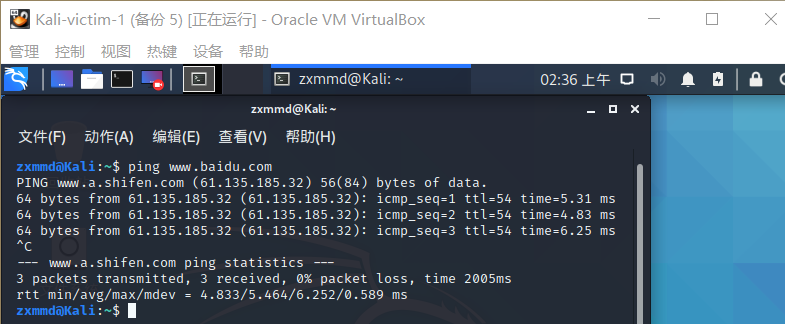 Kali-victim-1 (备份 5) [正在运行] - Oracle VM VirtualBox
管理 控制 视图 热键 设备 帮助
zxmmd@Kali: ~ 02:36 上午
zxmmd@Kali: ~
文件(F) 动作(A) 编辑(E) 查看(V) 帮助(H)
zxmmd@Kali:~$ ping www.baidu.com
PING www.a.shifen.com (61.135.185.32) 56(84) bytes of data.
64 bytes from 61.135.185.32 (61.135.185.32): icmp_seq=1 ttl=54 time=5.31 ms
64 bytes from 61.135.185.32 (61.135.185.32): icmp_seq=2 ttl=54 time=4.83 ms
64 bytes from 61.135.185.32 (61.135.185.32): icmp_seq=3 ttl=54 time=6.25 ms
^C
--- www.a.shifen.com ping statistics ---
3 packets transmitted, 3 received, 0% packet loss, time 2005ms
rtt min/avg/max/mdev = 4.833/5.464/6.252/0.589 ms
zxmmd@Kali:~$